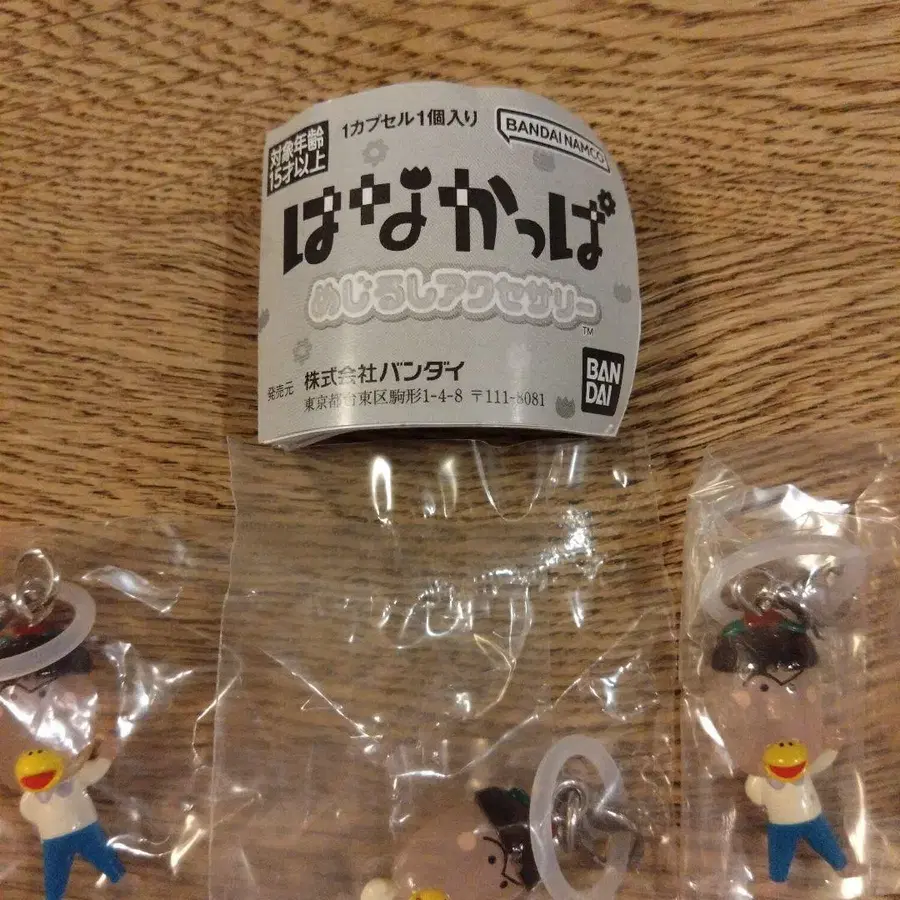 対象年齢
15才以上
1カプセル1個入り
BANDAI NAMCO
はなかっぱ
めじるしアクセサリー
TM
発売元 株式会社バンダイ
東京都台東区駒形1-4-8 〒111-8081
BAN
DAI